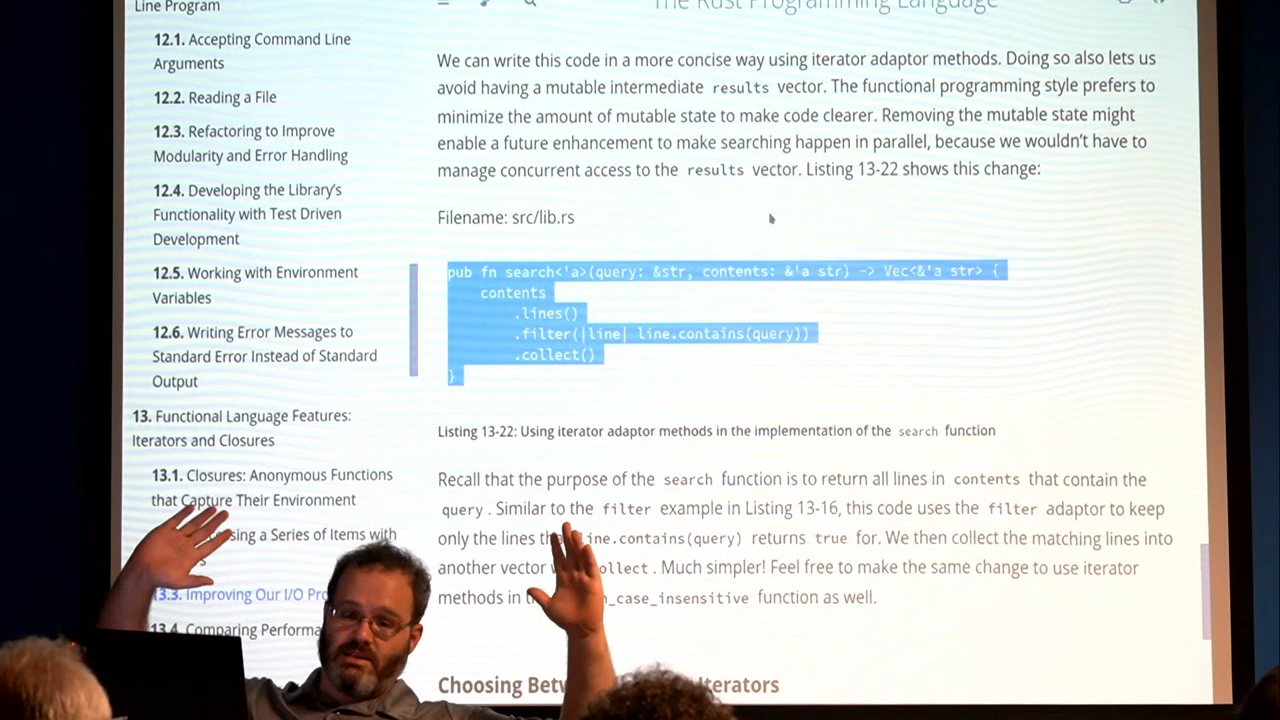 Line Program
12.1. Accepting Command Line
Arguments
12.2. Reading a File
12.3. Refactoring to Improve
Modularity and Error Handling
12.4. Developing the Library's
Functionality with Test Driven
Development
12.5. Working with Environment
Variables
12.6. Writing Error Messages to
Standard Error Instead of Standard
Output
13. Functional Language Features:
Iterators and Closures
13.1. Closures: Anonymous Functions
that Capture Their Environment
a Series of Items with
13.3. Improving Our I/O
13.4. Comparing
The Rust Programming Language
We can write this code in a more concise way using iterator adaptor methods. Doing so also lets us
avoid having a mutable intermediate results vector. The functional programming style prefers to
minimize the amount of mutable state to make code clearer. Removing the mutable state might
enable a future enhancement to make searching happen in parallel, because we wouldn't have to
manage concurrent access to the results vector. Listing 13-22 shows this change:
Filename: src/lib.rs
pub fn search<'a>(query: &str, contents: &'a str) -> Vec<&'a str> {
contents
.lines()
.filter(|line| line.contains(query))
.collect()
}
Listing 13-22: Using iterator adaptor methods in the implementation of the search function
Recall that the purpose of the search function is to return all lines in contents that contain the
query . Similar to the filter example in Listing 13-16, this code uses the filter adaptor to keep
only the lines line.contains(query) returns true for. We then collect the matching lines into
another vector collect . Much simpler! Feel free to make the same change to use iterator
methods in _case_insensitive function as well.
Choosing Iterators